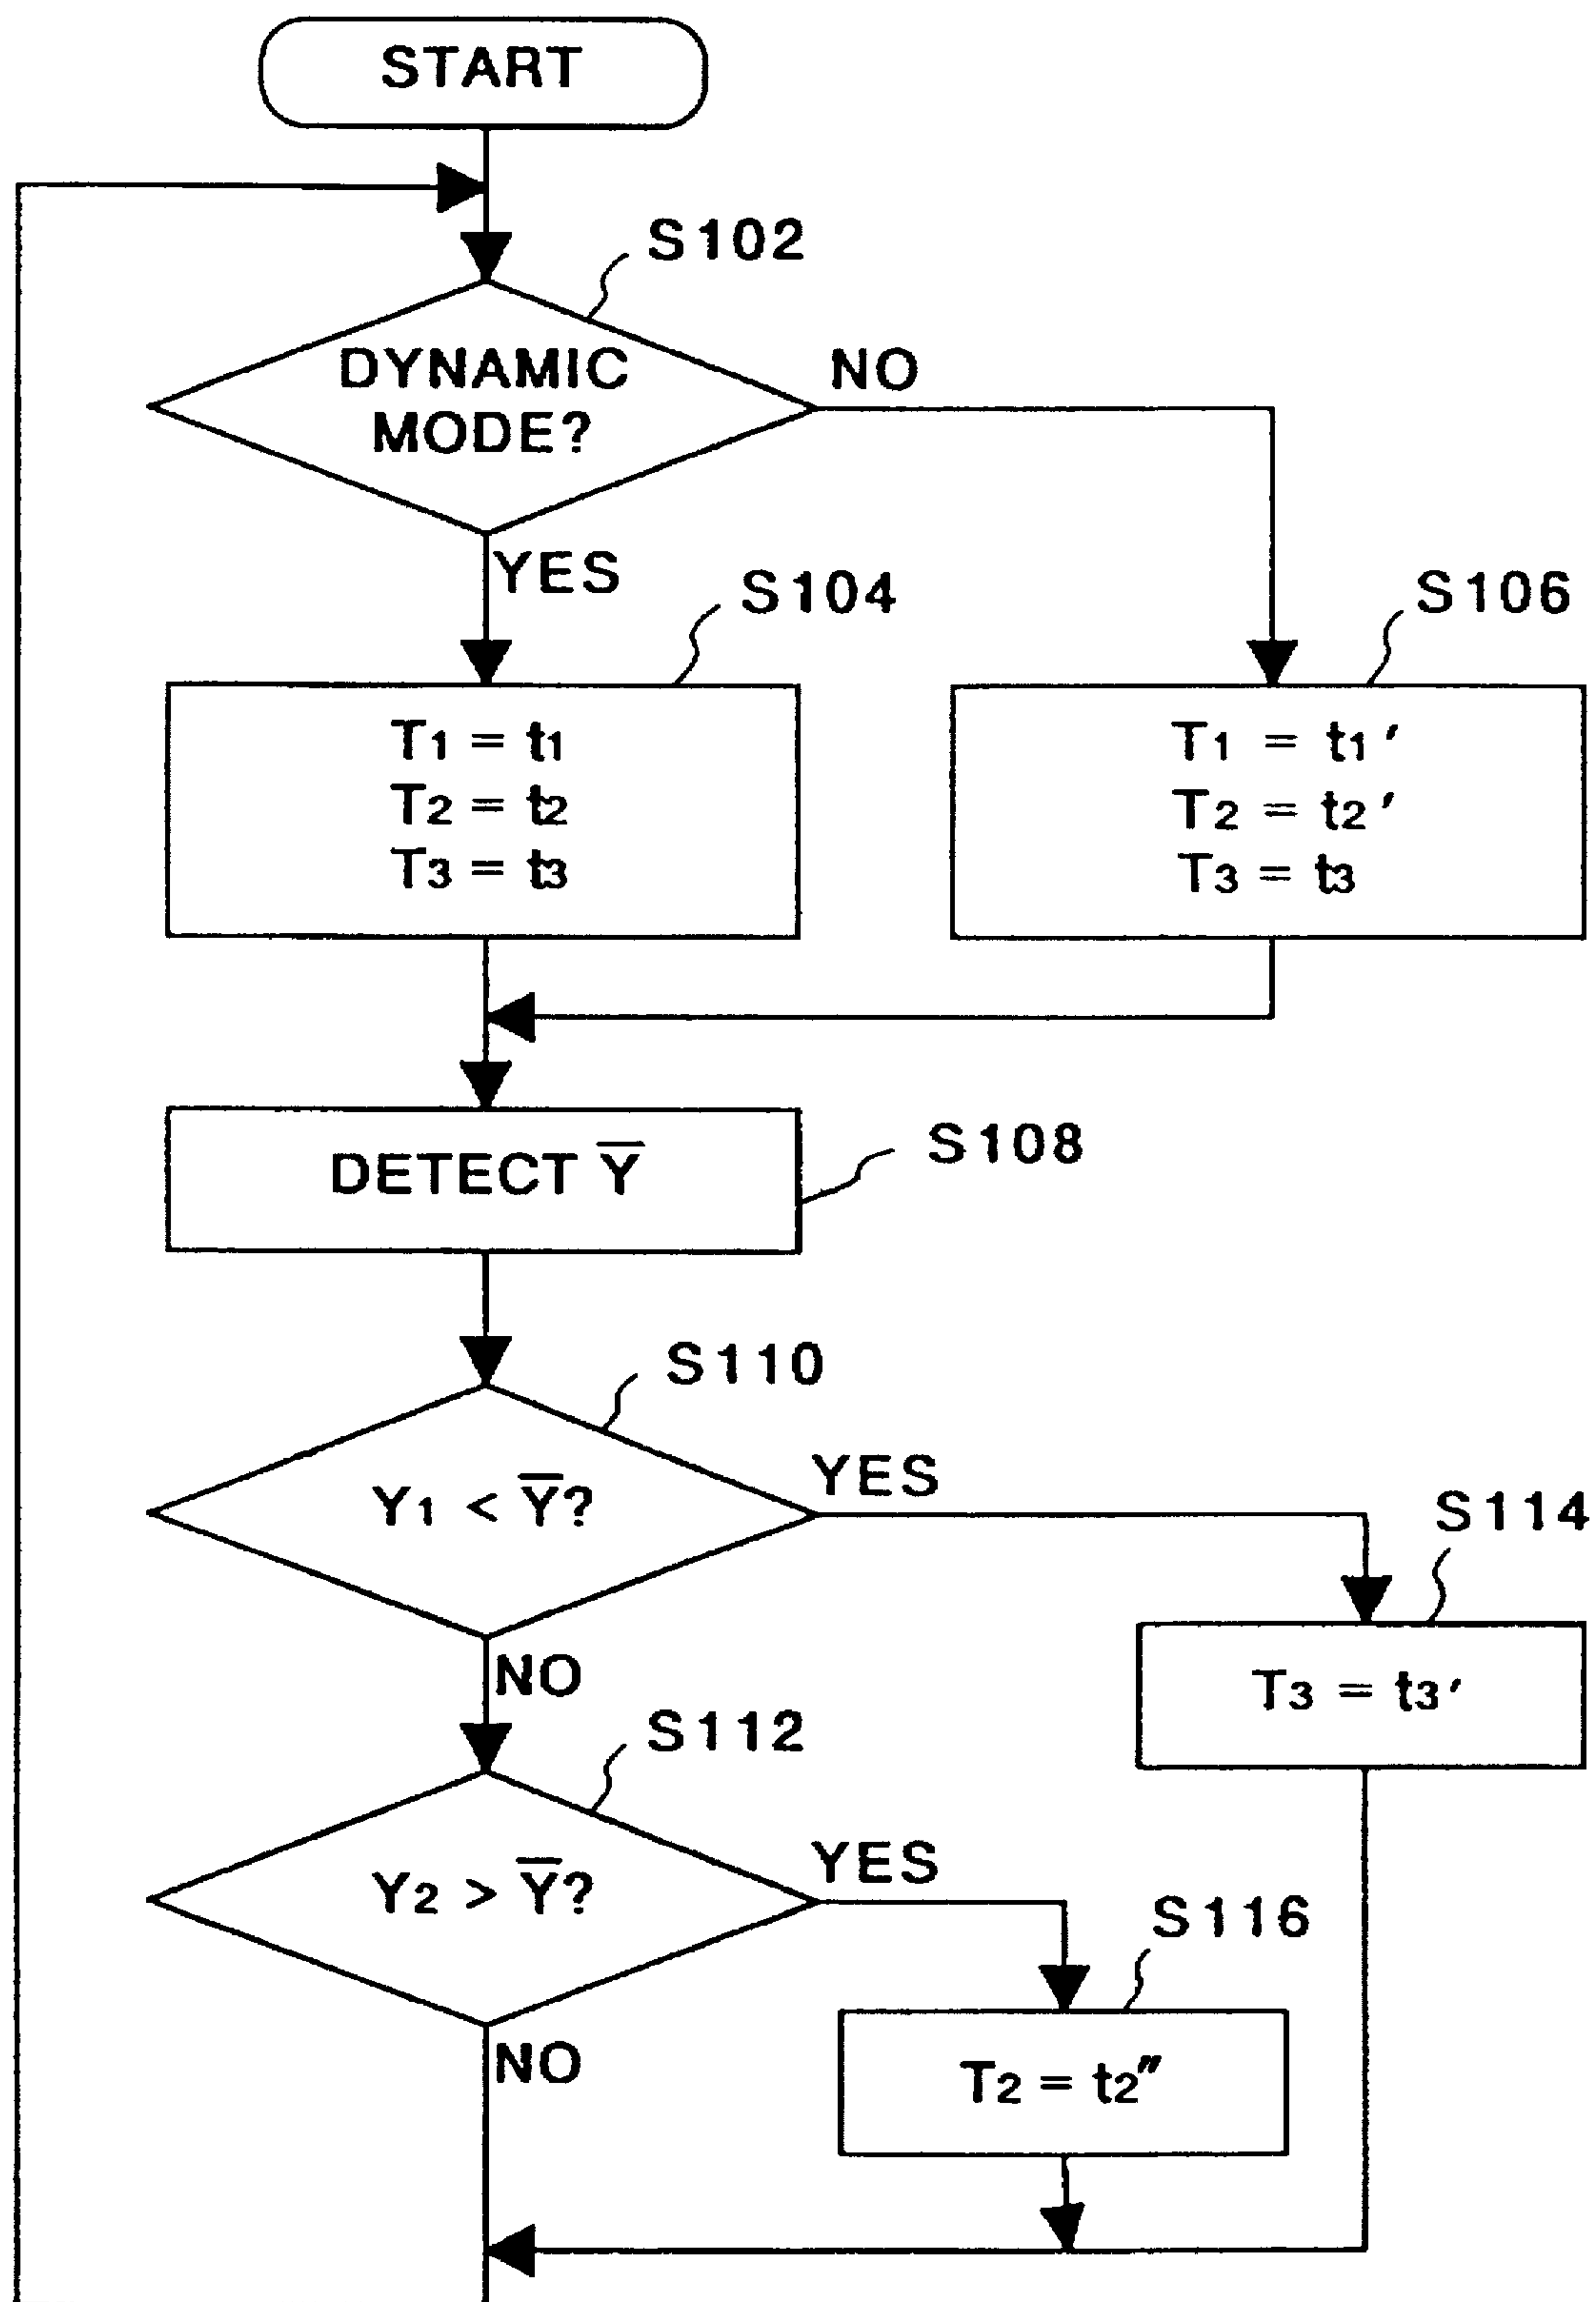 START
S102
DYNAMIC
MODE?
NO
YES
S104
S106
T1 = t1
T2 = t2
T3 = t3
T1 = t1′
T2 = t2′
T3 = t3
DETECT Y̅
S108
S110
Y1 < Y̅?
YES
S114
NO
T3 = t3′
S112
Y2 > Y̅?
YES
S116
NO
T2 = t2″